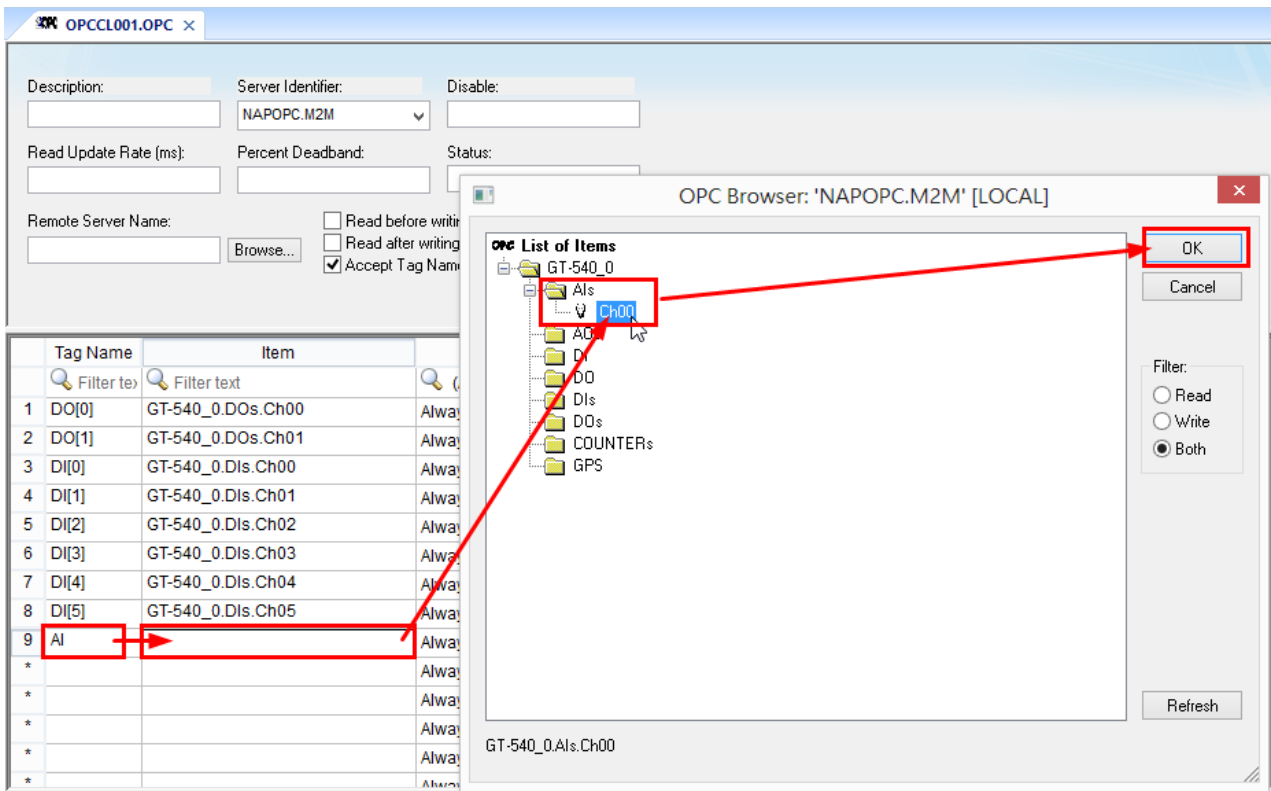 OPCCL001.OPC ×
Description: Server Identifier: Disable:
NAPOPC.M2M
Read Update Rate (ms): Percent Deadband: Status:
Remote Server Name:
Browse...
Read before
Read after writing
Accept Tag
OPC Browser: 'NAPOPC.M2M' [LOCAL]
OPC List of Items
GT-540_0
AIs
Ch00
DI
DO
DIs
DOs
COUNTERs
GPS
OK
Cancel
Filter:
Read
Write
Both
Refresh
GT-540_0.AIs.Ch00
Tag Name Item
Filter Filter text
1 DO[0] GT-540_0.DOs.Ch00
2 DO[1] GT-540_0.DOs.Ch01
3 DI[0] GT-540_0.DIs.Ch00
4 DI[1] GT-540_0.DIs.Ch01
5 DI[2] GT-540_0.DIs.Ch02
6 DI[3] GT-540_0.DIs.Ch03
7 DI[4] GT-540_0.DIs.Ch04
8 DI[5] GT-540_0.DIs.Ch05
9 AI
*
*
*
*
*